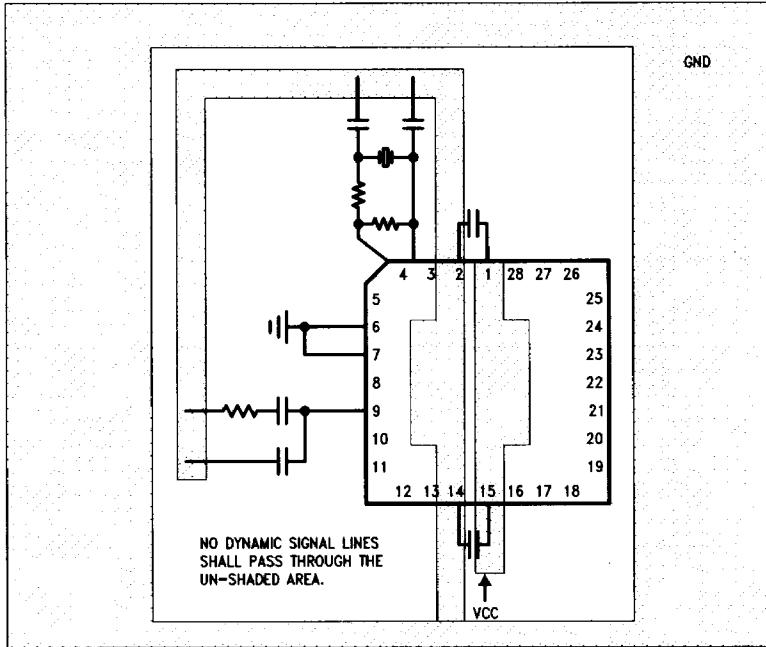 GND
4 3 2 1 28 27 26
5 25
6 24
7 23
8 22
9 21
10 20
11 19
12 13 14 15 16 17 18
NO DYNAMIC SIGNAL LINES
SHALL PASS THROUGH THE
UN-SHADED AREA.
VCC